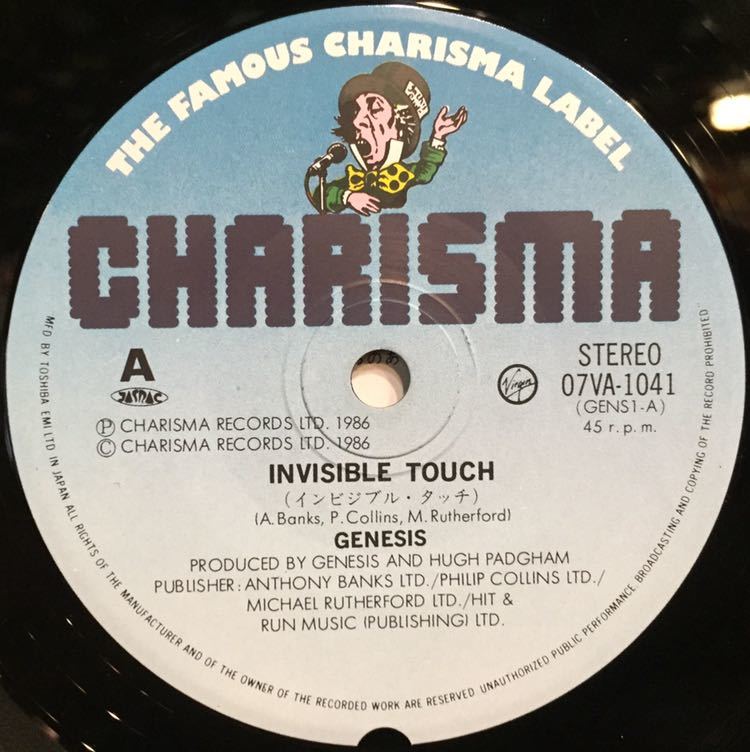 THE FAMOUS CHARISMA LABEL
CHARISMA
A
JASRAC
Ⓟ CHARISMA RECORDS LTD. 1986
© CHARISMA RECORDS LTD. 1986
Virgin
STEREO
07VA-1041
(GENS1-A)
45 r.p.m.
INVISIBLE TOUCH
(インビジブル・タッチ)
(A. Banks, P. Collins, M. Rutherford)
GENESIS
PRODUCED BY GENESIS AND HUGH PADGHAM
PUBLISHER: ANTHONY BANKS LTD./PHILIP COLLINS LTD./
MICHAEL RUTHERFORD LTD./HIT &
RUN MUSIC (PUBLISHING) LTD.
MFD BY TOSHIBA EMI LTD IN JAPAN ALL RIGHTS OF THE MANUFACTURER AND OF THE OWNER OF THE RECORDED WORK ARE RESERVED UNAUTHORIZED PUBLIC PERFORMANCE, BROADCASTING AND COPYING OF THE RECORD PROHIBITED